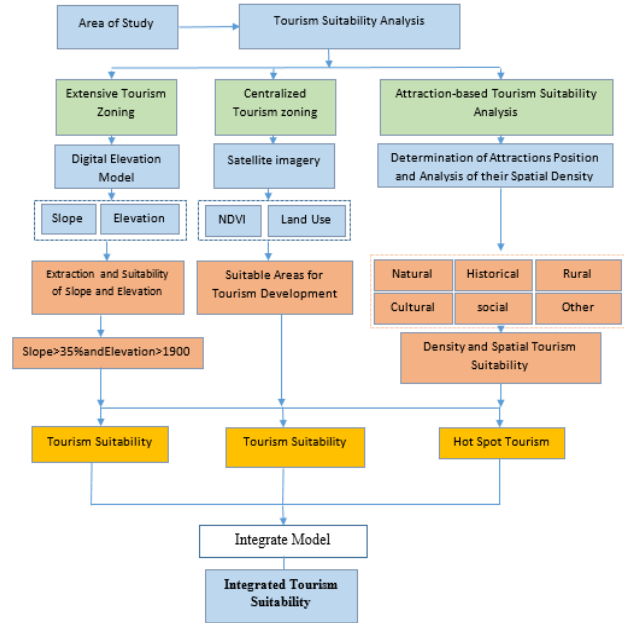 Area of Study
Tourism Suitability Analysis
Extensive Tourism
Zoning
Centralized
Tourism zoning
Attraction-based Tourism Suitability
Analysis
Digital Elevation
Model
Satellite imagery
Determination of Attractions Position
and Analysis of their Spatial Density
Slope
Elevation
NDVI
Land Use
Extraction and Suitability
of Slope and Elevation
Suitable Areas for
Tourism Development
Natural
Historical
Rural
Cultural
social
Other
Slope>35%andElevation>1900
Density and Spatial Tourism
Suitability
Tourism Suitability
Tourism Suitability
Hot Spot Tourism
Integrate Model
Integrated Tourism
Suitability